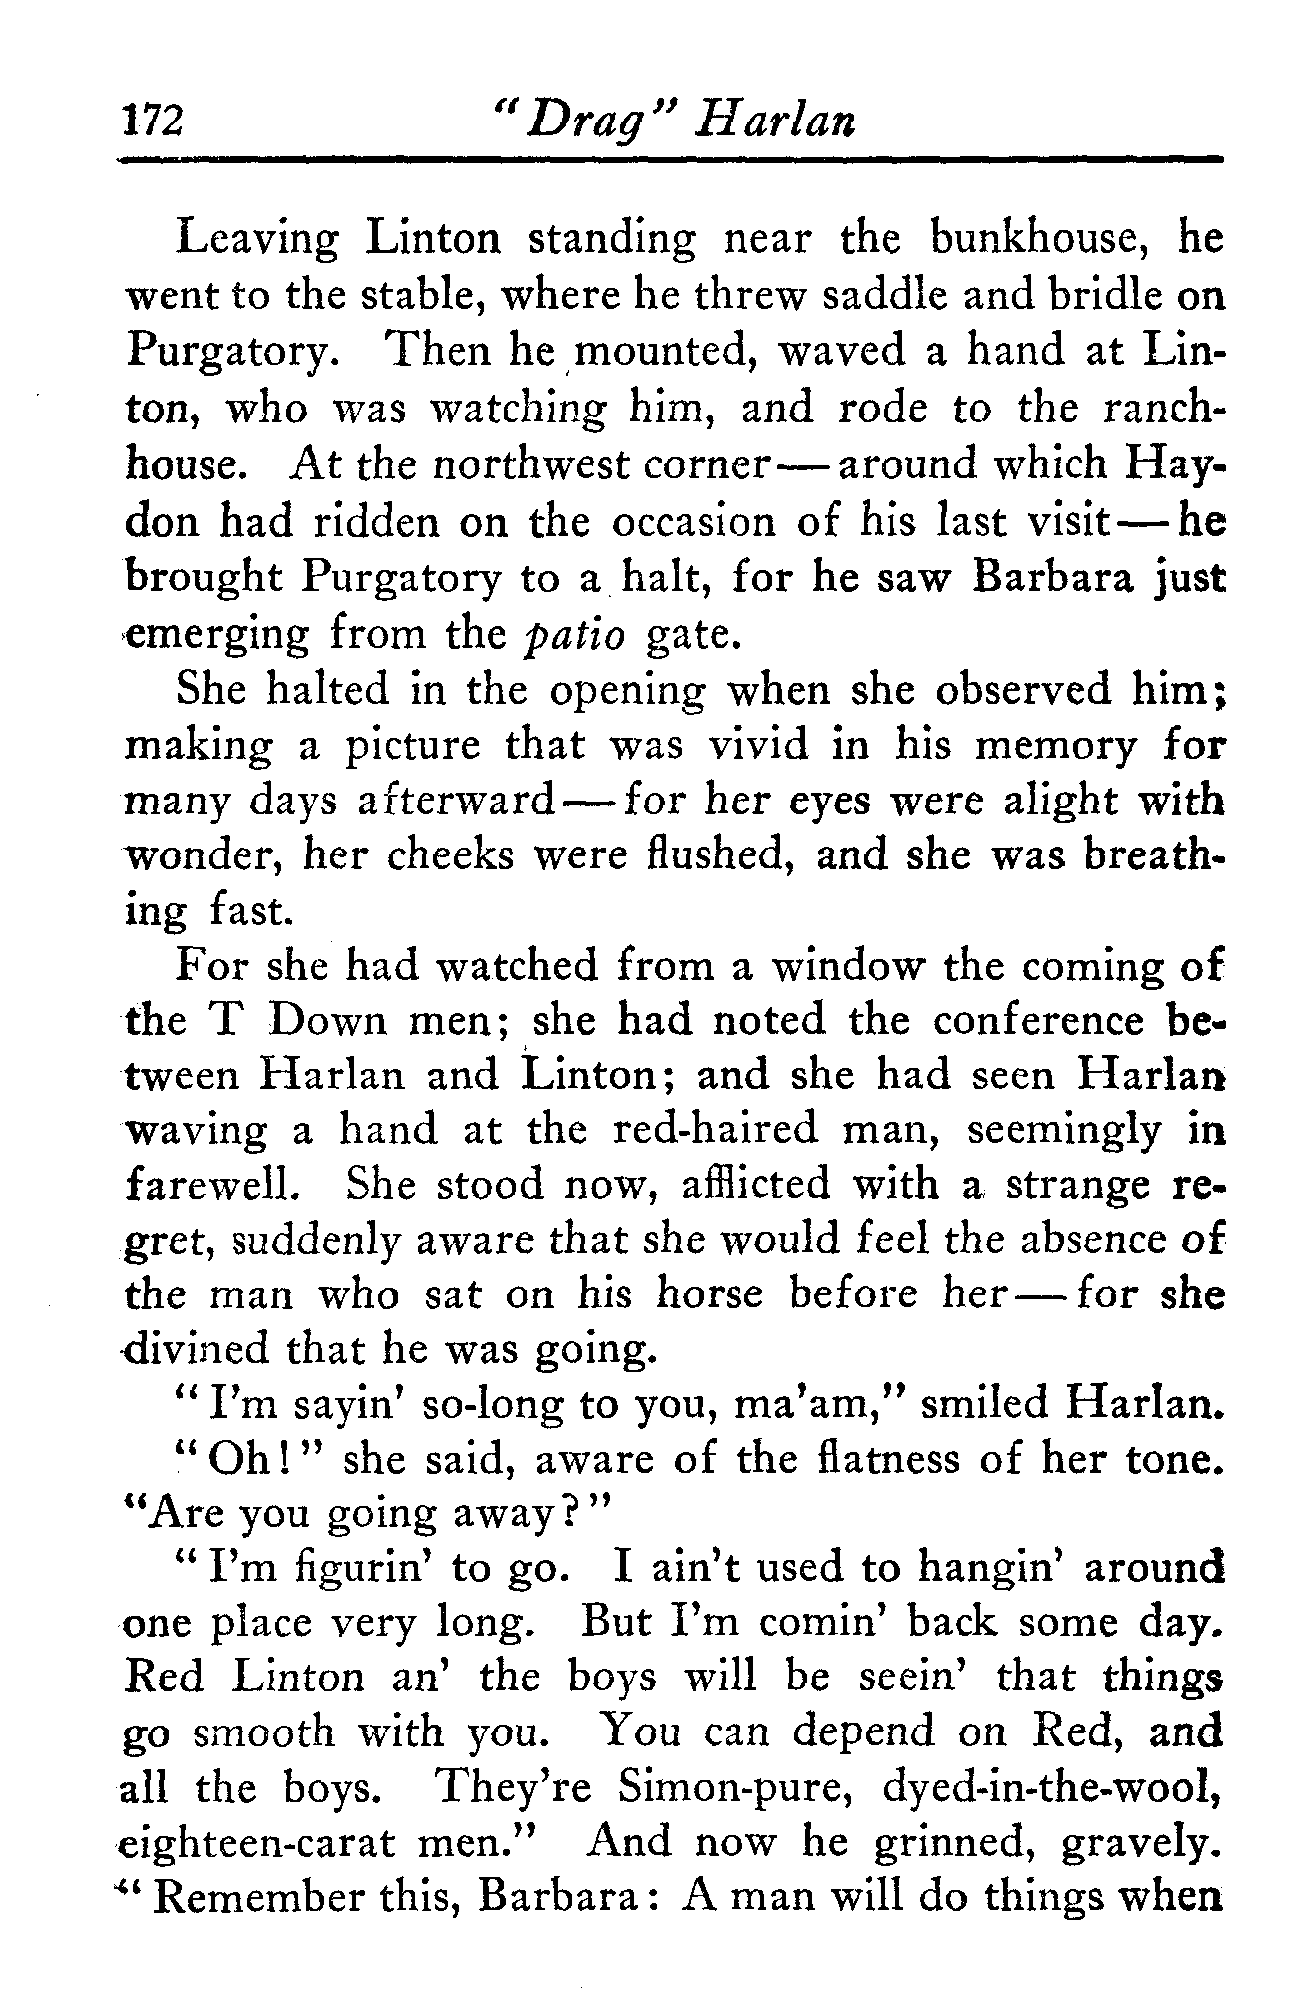 172 "Drag" Harlan
Leaving Linton standing near the bunkhouse, he
went to the stable, where he threw saddle and bridle on
Purgatory. Then he mounted, waved a hand at Lin-
ton, who was watching him, and rode to the ranch-
house. At the northwest corner—around which Hay-
don had ridden on the occasion of his last visit—he
brought Purgatory to a halt, for he saw Barbara just
emerging from the patio gate.
She halted in the opening when she observed him;
making a picture that was vivid in his memory for
many days afterward—for her eyes were alight with
wonder, her cheeks were flushed, and she was breath-
ing fast.
For she had watched from a window the coming of
the T Down men; she had noted the conference be-
tween Harlan and Linton; and she had seen Harlan
waving a hand at the red-haired man, seemingly in
farewell. She stood now, afflicted with a strange re-
gret, suddenly aware that she would feel the absence of
the man who sat on his horse before her—for she
divined that he was going.
"I'm sayin' so-long to you, ma'am," smiled Harlan.
"Oh!" she said, aware of the flatness of her tone.
"Are you going away?"
"I'm figurin' to go. I ain't used to hangin' around
one place very long. But I'm comin' back some day.
Red Linton an' the boys will be seein' that things
go smooth with you. You can depend on Red, and
all the boys. They're Simon-pure, dyed-in-the-wool,
eighteen-carat men." And now he grinned, gravely.
"Remember this, Barbara: A man will do things when